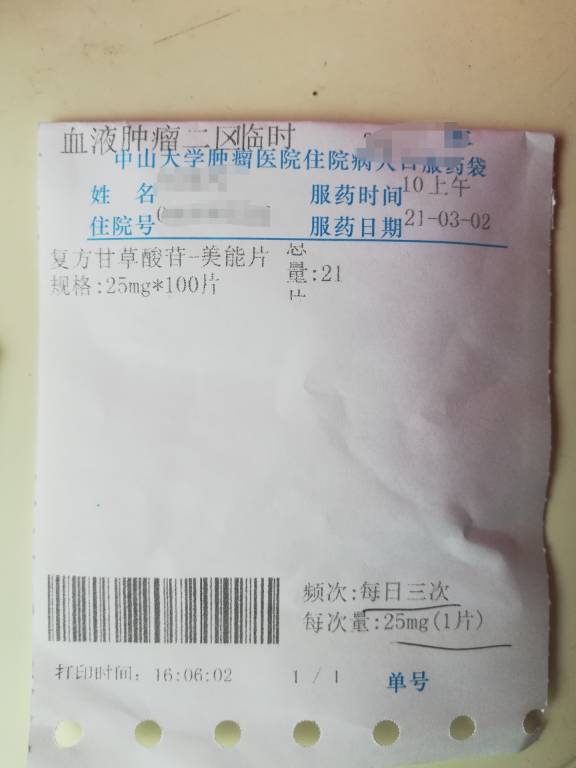 血液肿瘤二区临时
中山大学肿瘤医院住院病人口服药袋
姓 名 服药时间 10上午
住院号 服药日期 21-03-02
复方甘草酸苷-美能片 总
规格:25mg*100片 量:21
片
频次:每日三次
每次量:25mg(1片)
打印时间: 16:06:02 1 / 1 单号